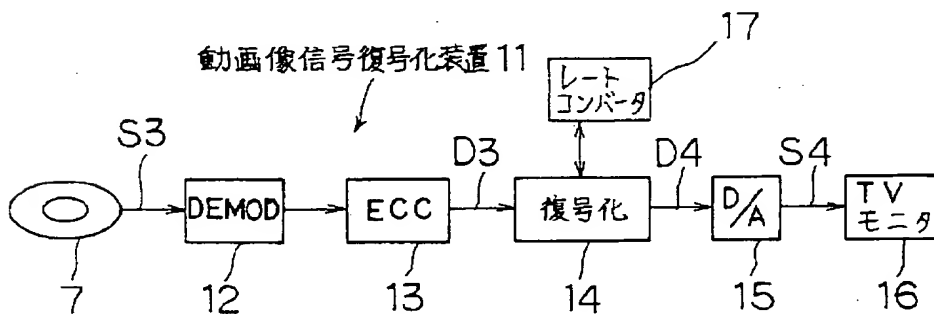 動画像信号復号化装置11
17
レート
コンバータ
S3
D3
D4
S4
DEMOD
ECC
復号化
D/A
TV
モニタ
7
12
13
14
15
16